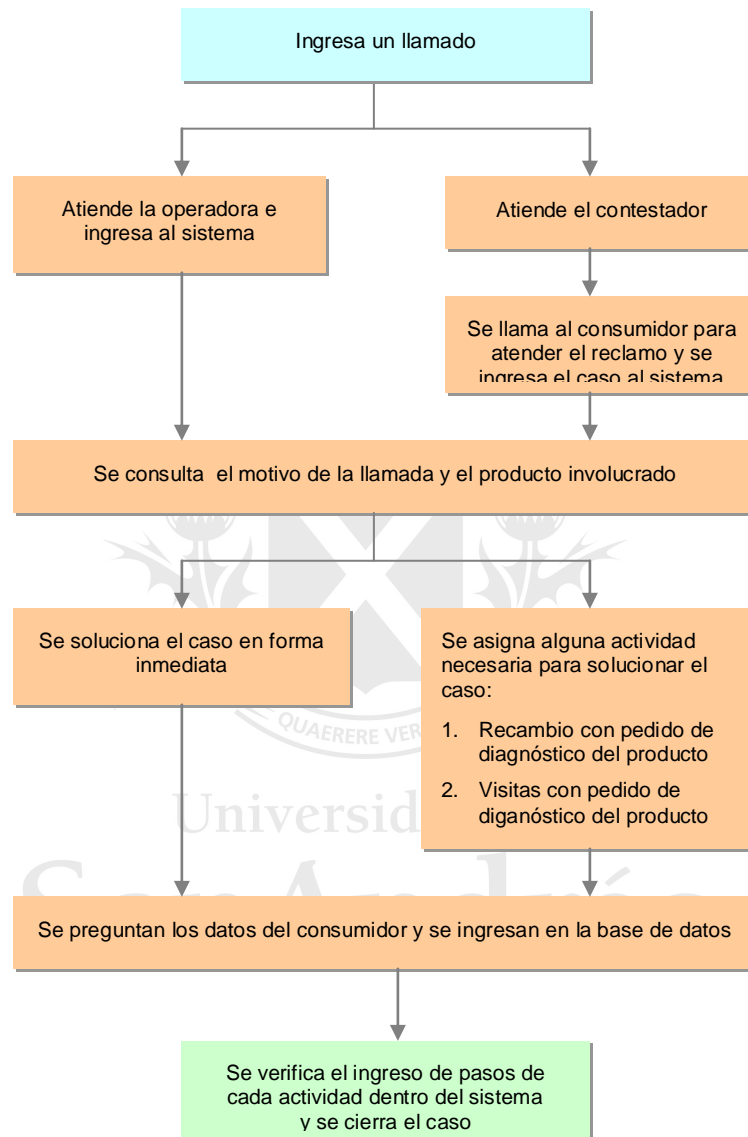 Ingresa un llamado
Atiende la operadora e
ingresa al sistema
Atiende el contestador
Se llama al consumidor para
atender el reclamo y se
ingresa el caso al sistema
Se consulta el motivo de la llamada y el producto involucrado
Se soluciona el caso en forma
inmediata
Se asigna alguna actividad
necesaria para solucionar el
caso:
1. Recambio con pedido de
diagnóstico del producto
2. Visitas con pedido de
diganóstico del producto
QUAERERE VER
Universid
San Andrés
Se preguntan los datos del consumidor y se ingresan en la base de datos
Se verifica el ingreso de pasos de
cada actividad dentro del sistema
y se cierra el caso